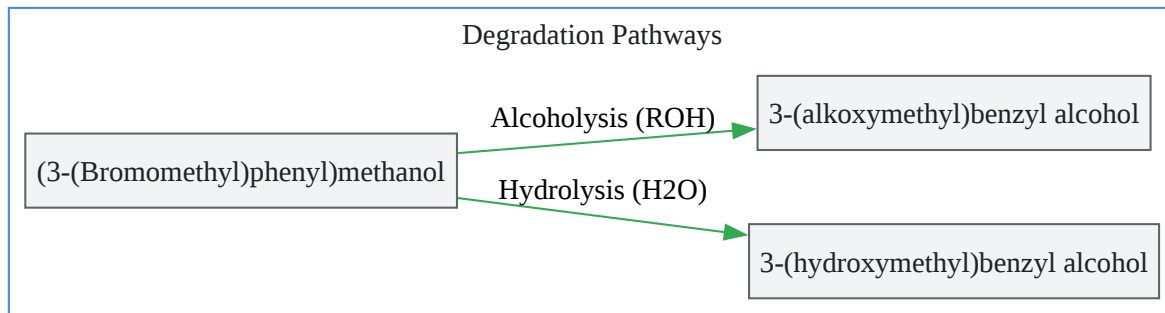 Degradation Pathways
Alcoholysis (ROH)
3-(alkoxymethyl)benzyl alcohol
(3-(Bromomethyl)phenyl)methanol
Hydrolysis (H2O)
3-(hydroxymethyl)benzyl alcohol